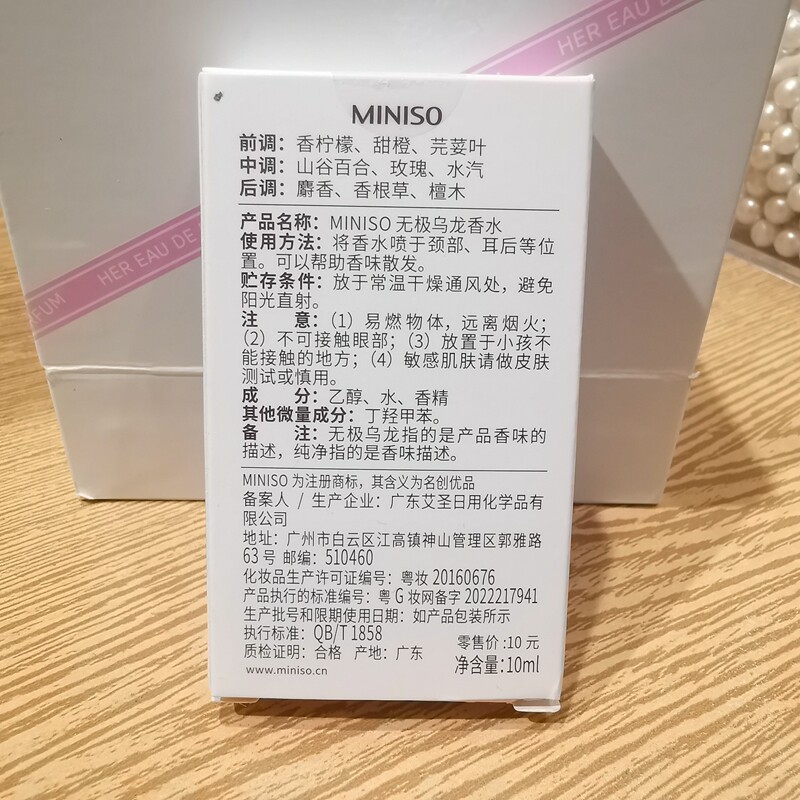 HER EAU DE
HER EAU DE
FUM
MINISO
前调：香柠檬、甜橙、芫荽叶
中调：山谷百合、玫瑰、水汽
后调：麝香、香根草、檀木
产品名称：MINISO 无极乌龙香水
使用方法：将香水喷于颈部、耳后等位
置。可以帮助香味散发。
贮存条件：放于常温干燥通风处，避免
阳光直射。
注　　意：（1）易燃物体，远离烟火；
（2）不可接触眼部；（3）放置于小孩不
能接触的地方；（4）敏感肌肤请做皮肤
测试或慎用。
成　　分：乙醇、水、香精
其他微量成分：丁羟甲苯。
备　　注：无极乌龙指的是产品香味的
描述，纯净指的是香味描述。
MINISO 为注册商标，其含义为名创优品
备案人 / 生产企业：广东艾圣日用化学品有
限公司
地址：广州市白云区江高镇神山管理区郭雅路
63 号 邮编：510460
化妆品生产许可证编号：粤妆 20160676
产品执行的标准编号：粤 G 妆网备字 2022217941
生产批号和限期使用日期：如产品包装所示
执行标准：QB/T 1858
零售价：10 元
质检证明：合格 产地：广东
净含量：10ml
www.miniso.cn